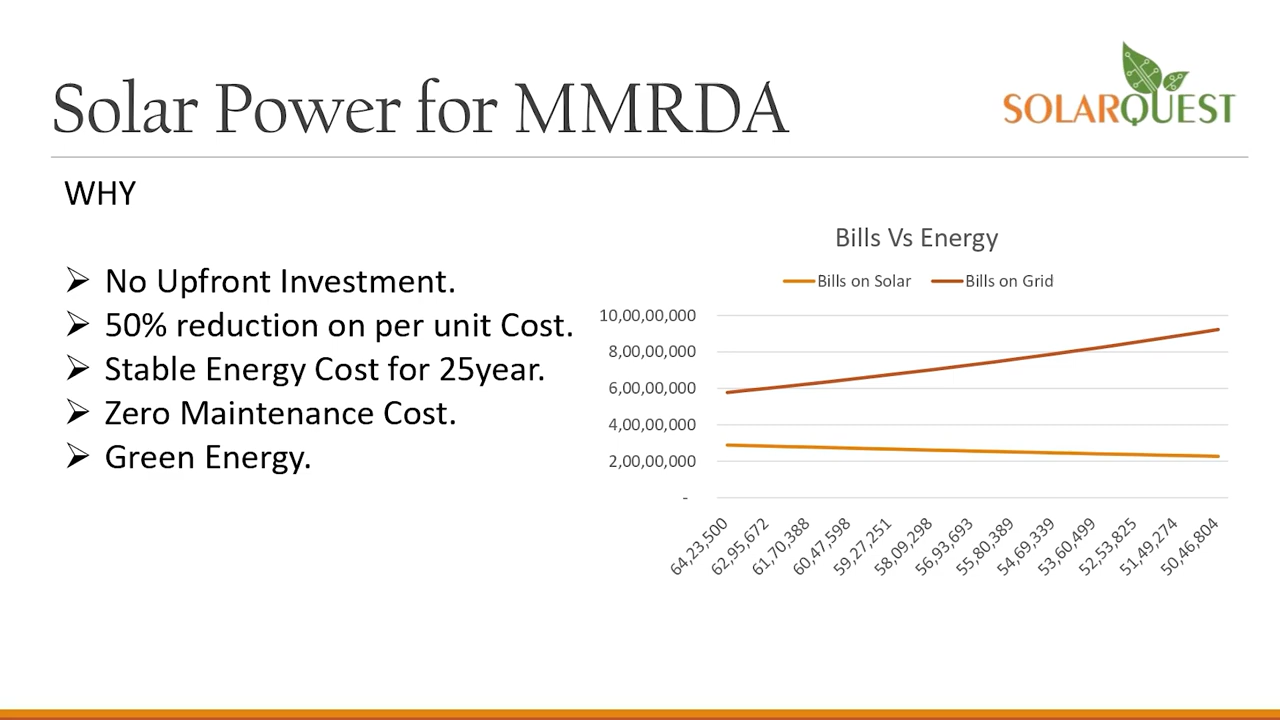 Solar Power for MMRDA
SOLARQUEST
WHY
No Upfront Investment.
50% reduction on per unit Cost.
Stable Energy Cost for 25year.
Zero Maintenance Cost.
Green Energy.
Bills Vs Energy
Bills on Solar
Bills on Grid
10,00,00,000
8,00,00,000
6,00,00,000
4,00,00,000
2,00,00,000
-
64,23,500
62,95,672
61,70,388
60,47,598
59,27,251
58,09,298
56,93,693
55,80,389
54,69,339
53,60,499
52,53,825
51,49,274
50,46,804